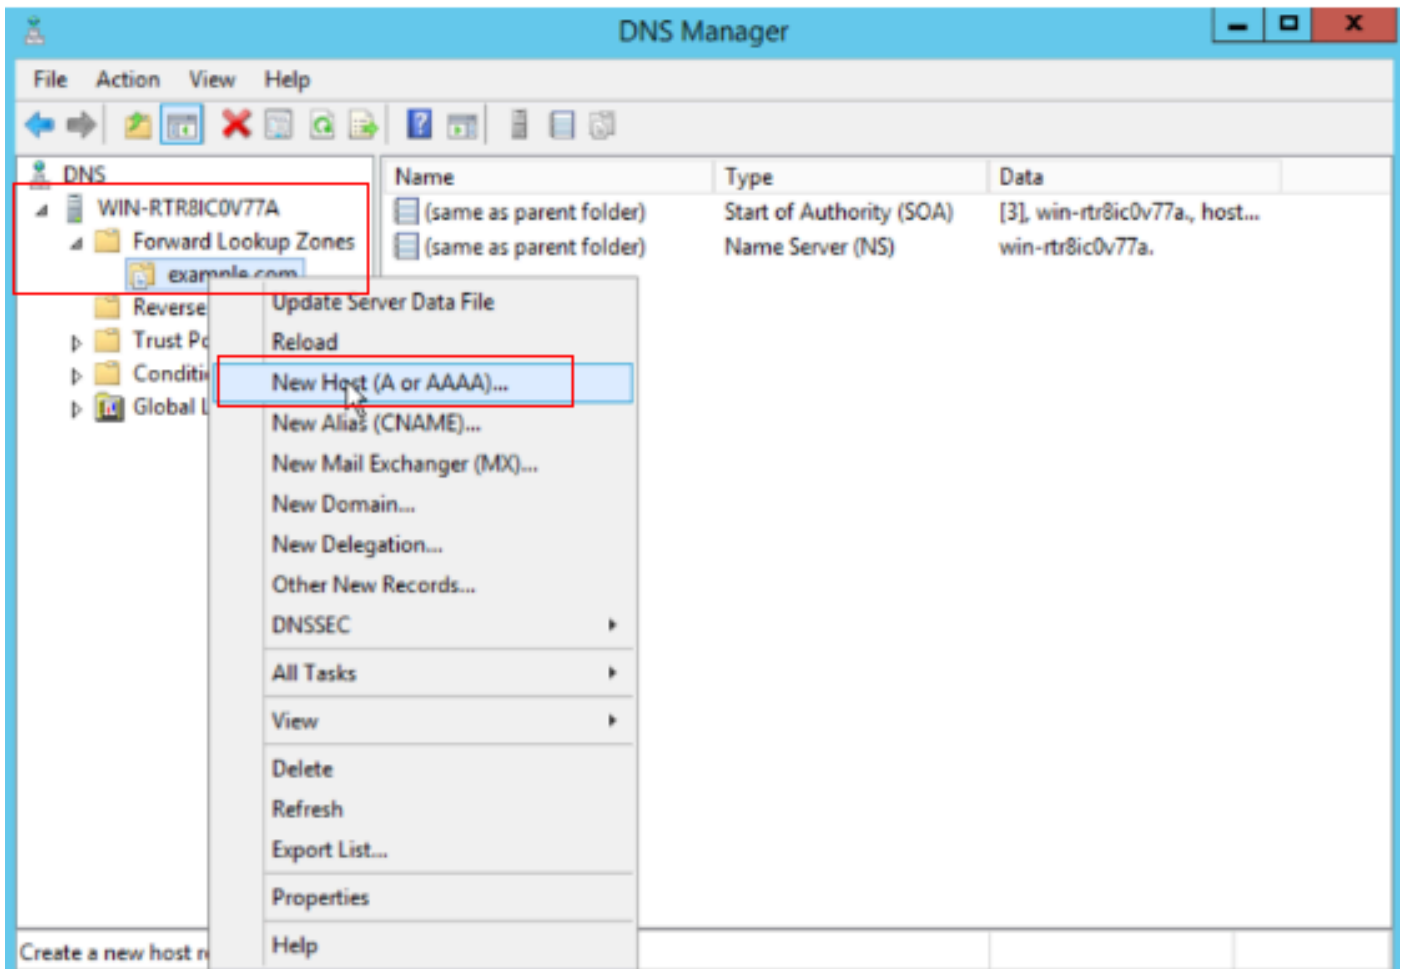 DNS Manager
File Action View Help
DNS
WIN-RTR8IC0V77A
Forward Lookup Zones
example.com
Reverse
Trust Po
Conditi
Global L
Name Type Data
(same as parent folder) Start of Authority (SOA) [3], win-rtr8ic0v77a., host...
(same as parent folder) Name Server (NS) win-rtr8ic0v77a.
Update Server Data File
Reload
New Host (A or AAAA)...
New Alias (CNAME)...
New Mail Exchanger (MX)...
New Domain...
New Delegation...
Other New Records...
DNSSEC
All Tasks
View
Delete
Refresh
Export List...
Properties
Help
Create a new host re